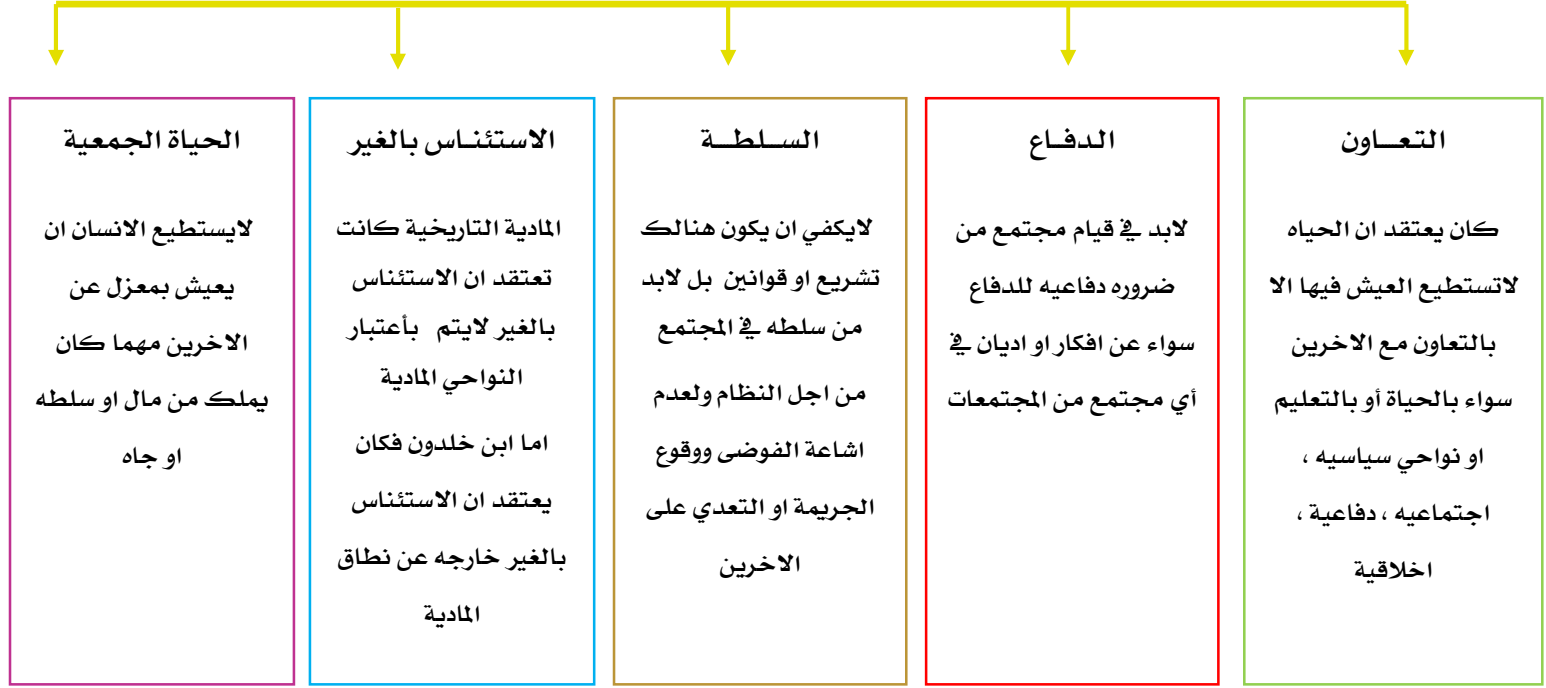 التعــاون
كان يعتقد ان الحياه
لاتستطيع العيش فيها الا
بالتعاون مع الاخرين
سواء بالحياة أو بالتعليم
او نواحي سياسيه ،
اجتماعيه ، دفاعية ،
اخلاقية
الدفـاع
لابد في قيام مجتمع من
ضروره دفاعيه للدفاع
سواء عن افكار او اديان في
أي مجتمع من المجتمعات
الســلطــة
لايكفي ان يكون هنالك
تشريع او قوانين بل لابد
من سلطه في المجتمع
من اجل النظام ولعدم
اشاعة الفوضى ووقوع
الجريمة او التعدي على
الاخرين
الاستئنـاس بالغير
المادية التاريخية كانت
تعتقد ان الاستئناس
بالغير لايتم بأعتبار
النواحي المادية
اما ابن خلدون فكان
يعتقد ان الاستئناس
بالغير خارجه عن نطاق
المادية
الحياة الجمعية
لايستطيع الانسان ان
يعيش بمعزل عن
الاخرين مهما كان
يملك من مال او سلطه
او جاه